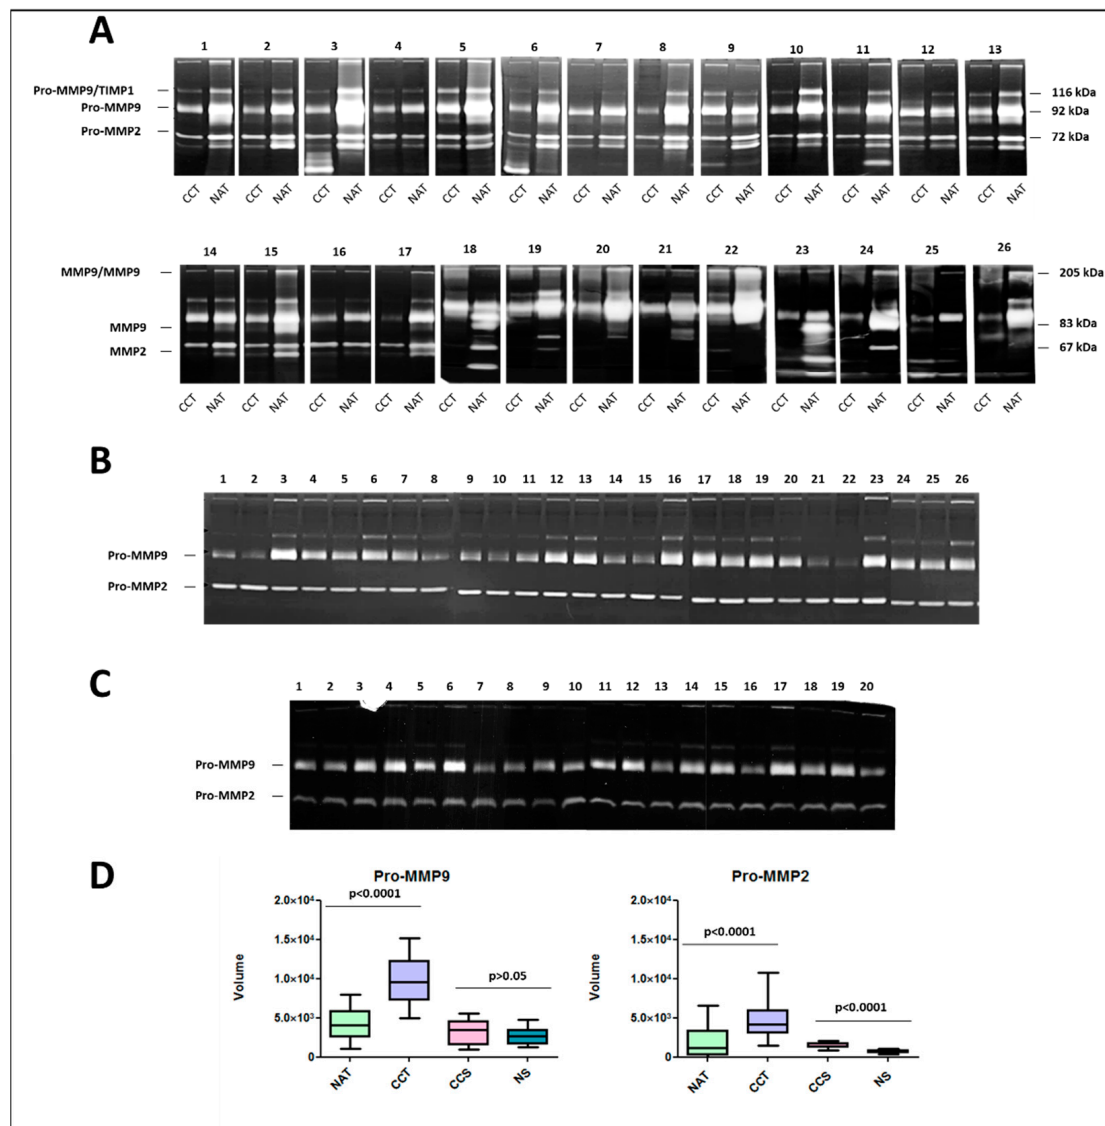 A
1 2 3 4 5 6 7 8 9 10 11 12 13
Pro-MMP9/TIMP1
Pro-MMP9
Pro-MMP2
116 kDa
92 kDa
72 kDa
CCT NAT CCT NAT CCT NAT CCT NAT CCT NAT CCT NAT CCT NAT CCT NAT CCT NAT CCT NAT CCT NAT CCT NAT CCT NAT
14 15 16 17 18 19 20 21 22 23 24 25 26
MMP9/MMP9
MMP9
MMP2
205 kDa
83 kDa
67 kDa
CCT NAT CCT NAT CCT NAT CCT NAT CCT NAT CCT NAT CCT NAT CCT NAT CCT NAT CCT NAT CCT NAT CCT NAT CCT NAT
B
1 2 3 4 5 6 7 8 9 10 11 12 13 14 15 16 17 18 19 20 21 22 23 24 25 26
Pro-MMP9
Pro-MMP2
C
1 2 3 4 5 6 7 8 9 10 11 12 13 14 15 16 17 18 19 20
Pro-MMP9
Pro-MMP2
D
Pro-MMP9
p<0.0001
p>0.05
Volume
2.0×10⁴
1.5×10⁴
1.0×10⁴
5.0×10³
0
NAT CCT CCS NS
Pro-MMP2
p<0.0001
p<0.0001
Volume
2.0×10⁴
1.5×10⁴
1.0×10⁴
5.0×10³
0
NAT CCT CCS NS